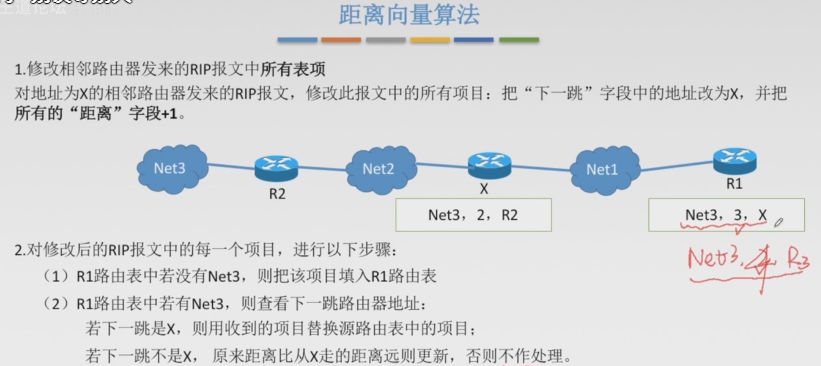 距离向量算法
1.修改相邻路由器发来的RIP报文中所有表项
对地址为X的相邻路由器发来的RIP报文，修改此报文中的所有项目：把“下一跳”字段中的地址改为X，并把
所有的“距离”字段+1。
Net3
R2
Net2
X
Net1
R1
Net3，2，R2
Net3，3，X
Net3,
R3
2.对修改后的RIP报文中的每一个项目，进行以下步骤：
（1）R1路由表中若没有Net3，则把该项目填入R1路由表
（2）R1路由表中若有Net3，则查看下一跳路由器地址：
若下一跳是X，则用收到的项目替换源路由表中的项目；
若下一跳不是X， 原来距离比从X走的距离远则更新，否则不作处理。